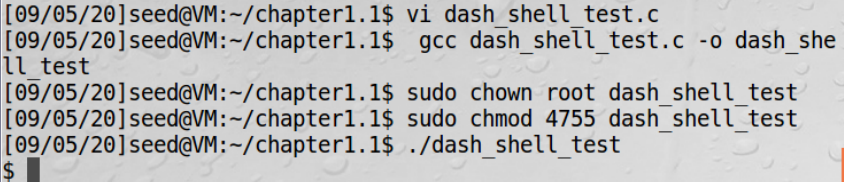 [09/05/20]seed@VM:~/chapter1.1$ vi dash_shell_test.c
[09/05/20]seed@VM:~/chapter1.1$  gcc dash_shell_test.c -o dash_she
ll_test
[09/05/20]seed@VM:~/chapter1.1$ sudo chown root dash_shell_test
[09/05/20]seed@VM:~/chapter1.1$ sudo chmod 4755 dash_shell_test
[09/05/20]seed@VM:~/chapter1.1$ ./dash_shell_test
$